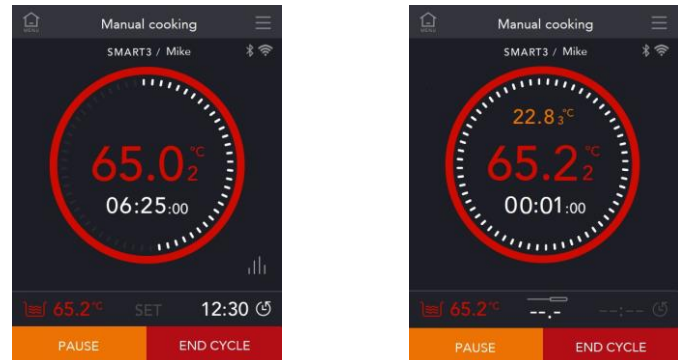 Manual cooking
MENU
SMART3 / Mike
65.02 °C
06:25:00
65.2°C SET 12:30
PAUSE END CYCLE
Manual cooking
MENU
SMART3 / Mike
22.83 °C
65.22 °C
00:01:00
65.2°C --.- --:--
PAUSE END CYCLE